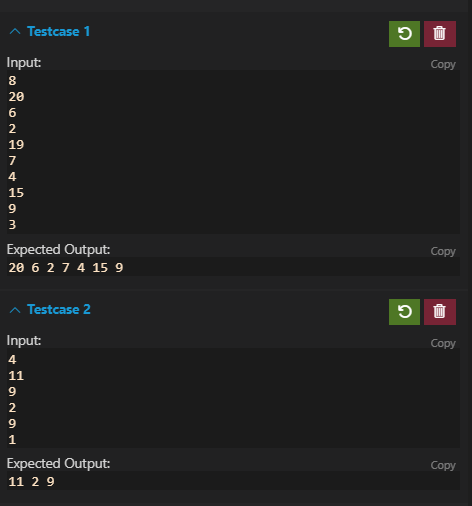 Testcase 1
Input:
Copy
8
20
6
2
19
7
4
15
9
3
Expected Output:
Copy
20 6 2 7 4 15 9
Testcase 2
Input:
Copy
4
11
9
2
9
1
Expected Output:
Copy
11 2 9